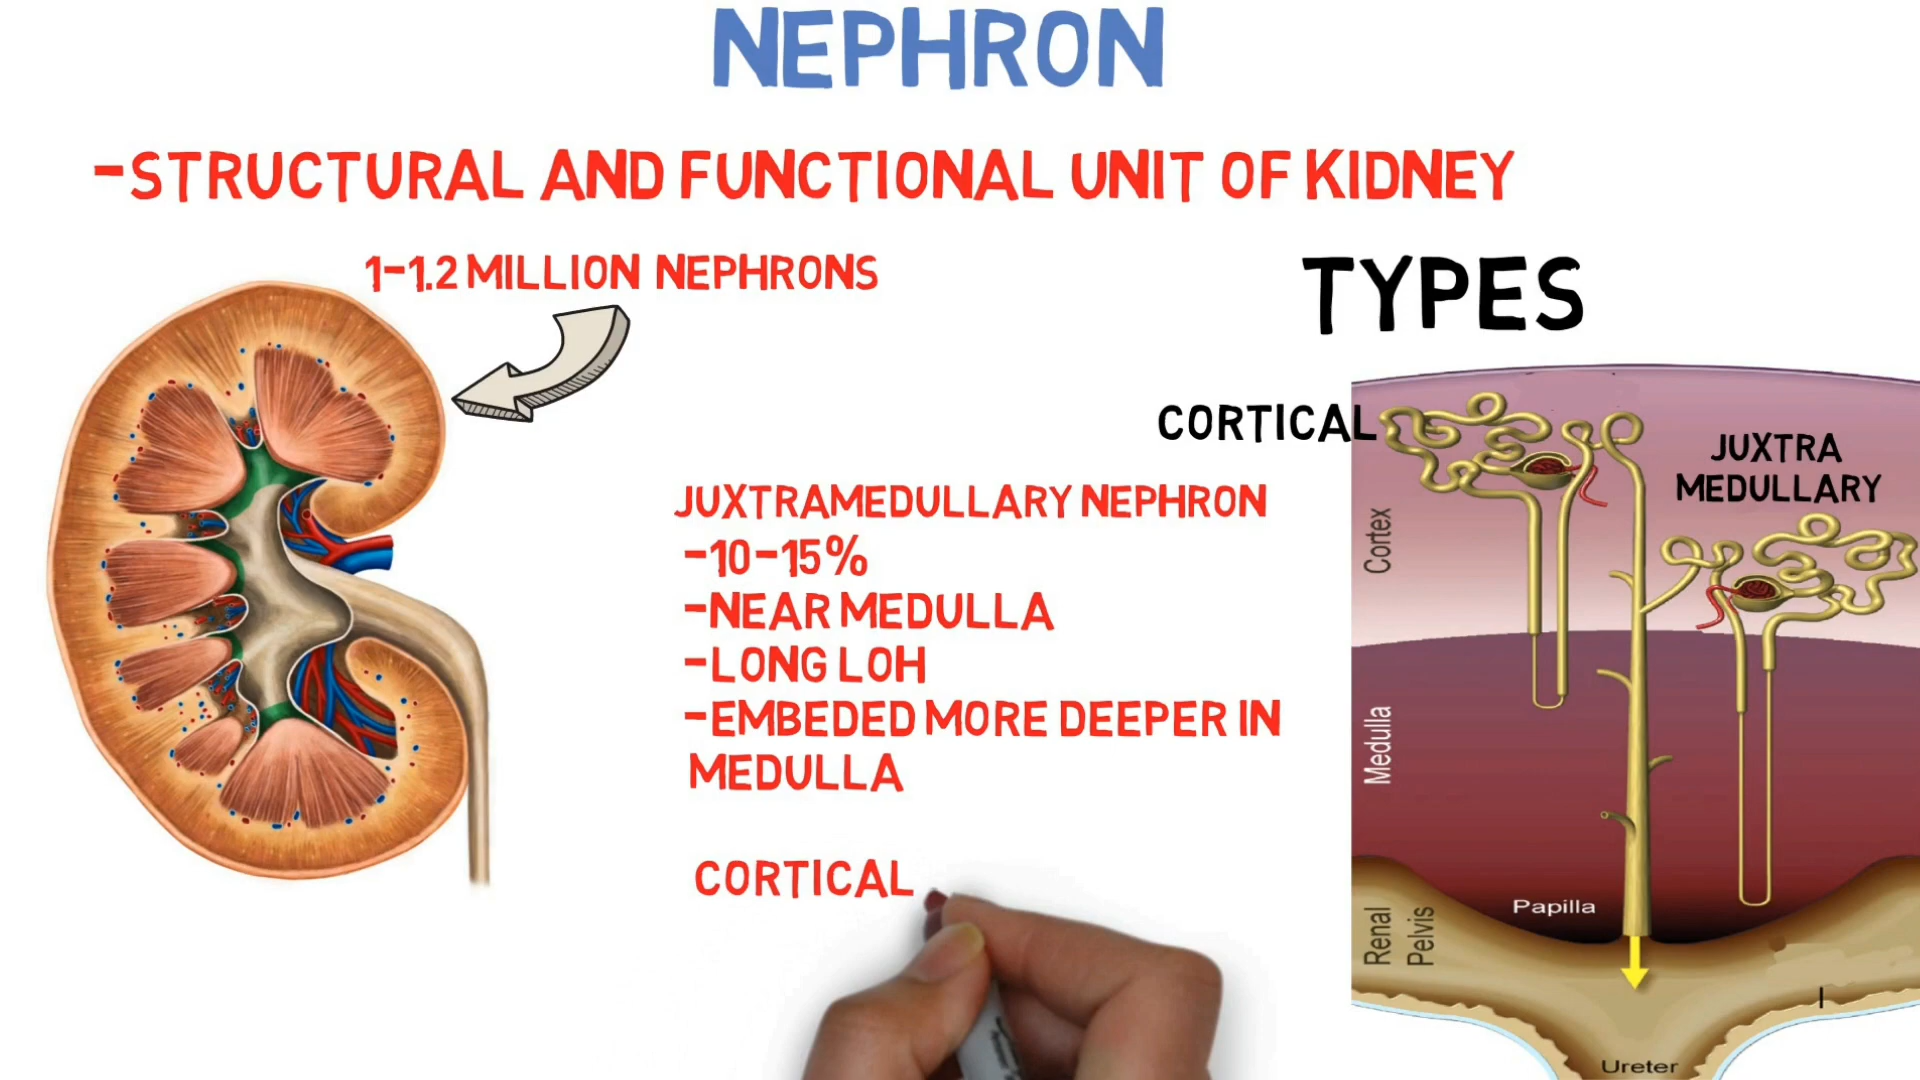 NEPHRON
-STRUCTURAL AND FUNCTIONAL UNIT OF KIDNEY
1-1.2 MILLION NEPHRONS
TYPES
CORTICAL
JUXTRA
MEDULLARY
JUXTRAMEDULLARY NEPHRON
-10-15%
-NEAR MEDULLA
-LONG LOH
-EMBEDED MORE DEEPER IN
MEDULLA
CORTICAL
Cortex
Medulla
Renal
Pelvis
Papilla
Ureter